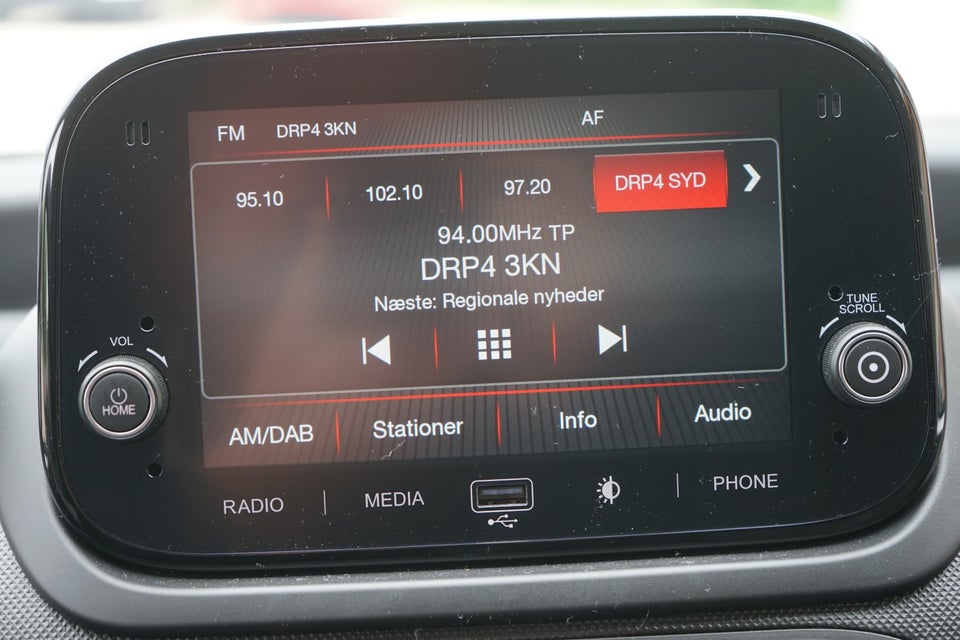 FM DRP4 3KN AF
95.10 102.10 97.20 DRP4 SYD
94.00MHz TP
DRP4 3KN
Næste: Regionale nyheder
TUNE
SCROLL
VOL
HOME
AM/DAB Stationer Info Audio
RADIO MEDIA PHONE